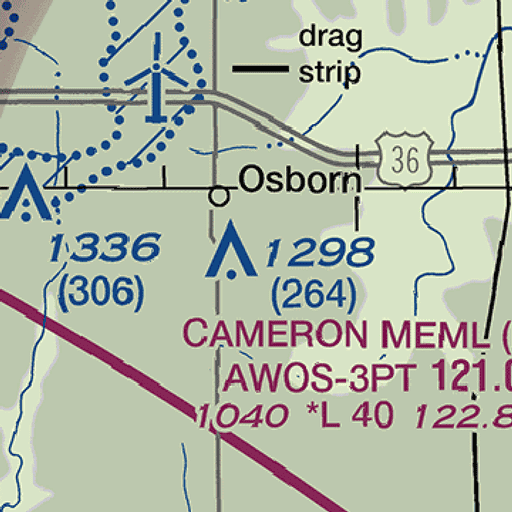 drag
strip
36
Osborn
1336
(306)
1298
(264)
CAMERON MEML (
AWOS-3PT 121.0
1040 *L 40 122.8